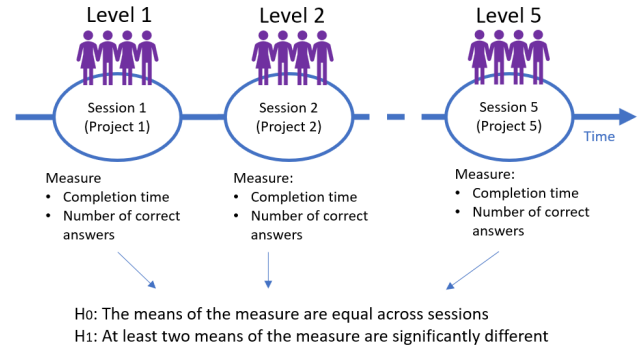 Level 1
Level 2
Level 5
Session 1
(Project 1)
Session 2
(Project 2)
Session 5
(Project 5)
Time
Measure
• Completion time
• Number of correct
answers
Measure:
• Completion time
• Number of correct
answers
Measure:
• Completion time
• Number of correct
answers
H0: The means of the measure are equal across sessions
H1: At least two means of the measure are significantly different